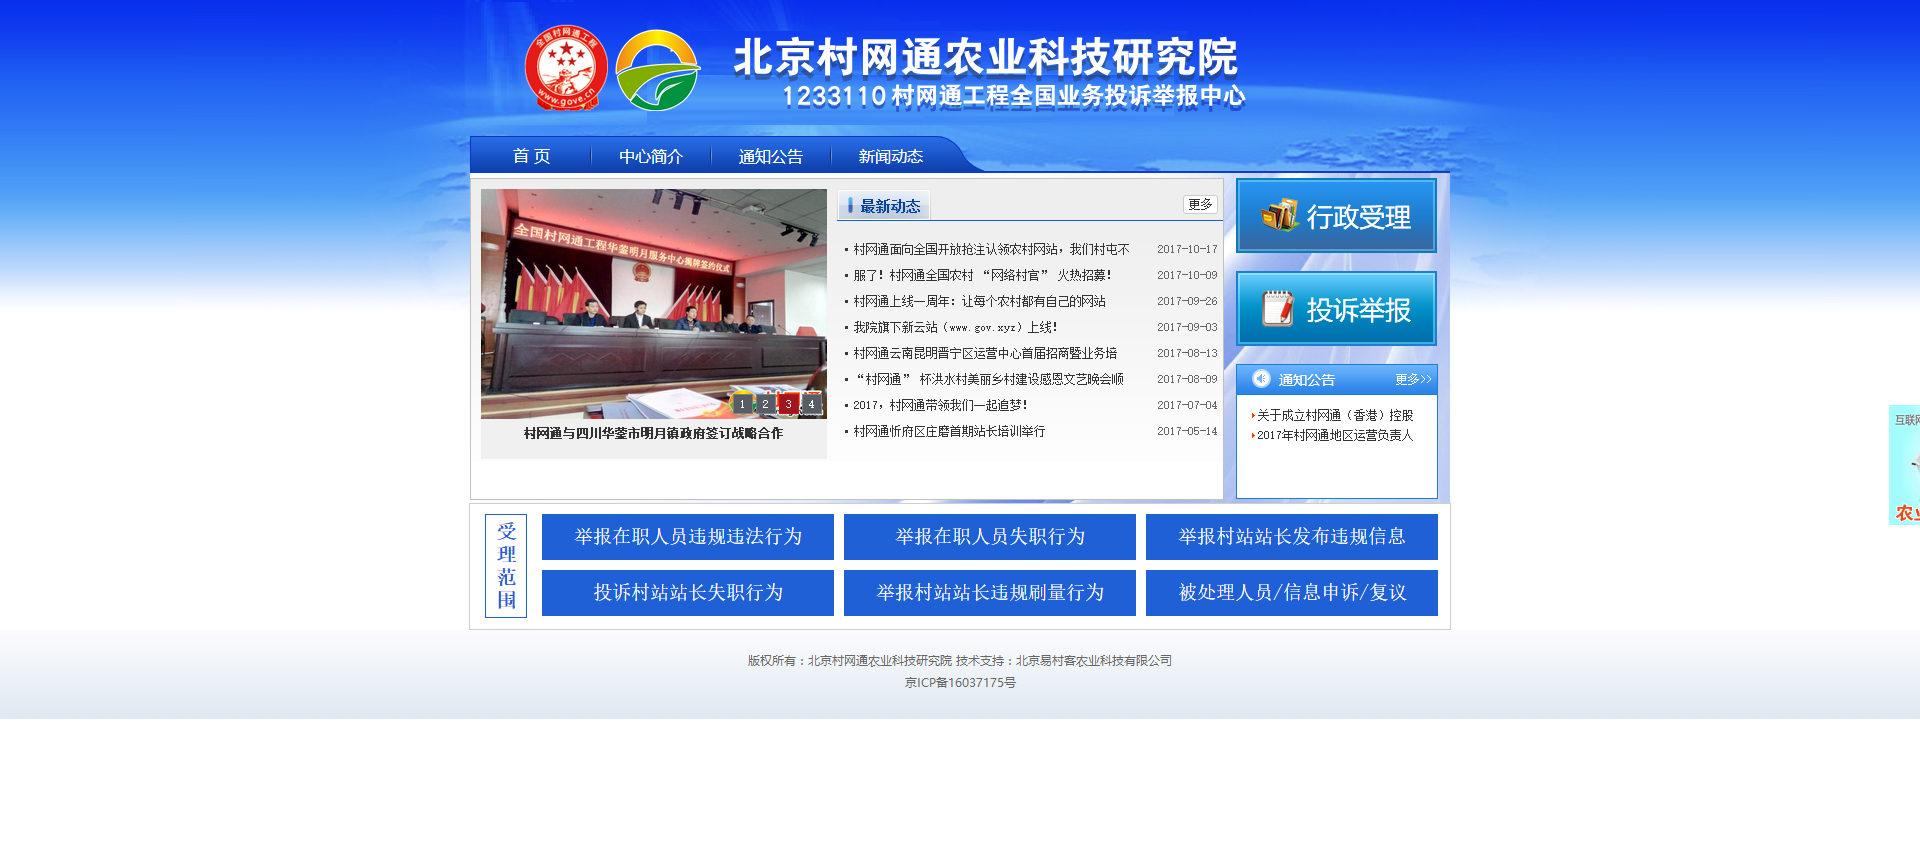 全国村网通工程
www.gove.cn
北京村网通农业科技研究院
1233110 村网通工程全国业务投诉举报中心
首 页
中心简介
通知公告
新闻动态
全国村网通工程华蓥明月服务中心揭牌签约仪式
1 2 3 4
村网通与四川华蓥市明月镇政府签订战略合作
最新动态
更多
村网通面向全国开放抢注认领农村网站，我们村屯不 2017-10-17
服了！村网通全国农村 “网络村官” 火热招募！ 2017-10-09
村网通上线一周年：让每个农村都有自己的网站 2017-09-26
我院旗下新云站（www.gov.xyz）上线！ 2017-09-03
村网通云南昆明晋宁区运营中心首届招商暨业务培 2017-08-13
“村网通” 杯洪水村美丽乡村建设感恩文艺晚会顺 2017-08-09
2017，村网通带领我们一起追梦！ 2017-07-04
村网通忻府区庄磨首期站长培训举行 2017-05-14
行政受理
投诉举报
通知公告
更多>>
关于成立村网通（香港）控股
2017年村网通地区运营负责人
互联网
农业
受理范围
举报在职人员违规违法行为
举报在职人员失职行为
举报村站站长发布违规信息
投诉村站站长失职行为
举报村站站长违规刷量行为
被处理人员/信息申诉/复议
版权所有：北京村网通农业科技研究院 技术支持：北京易村客农业科技有限公司
京ICP备16037175号